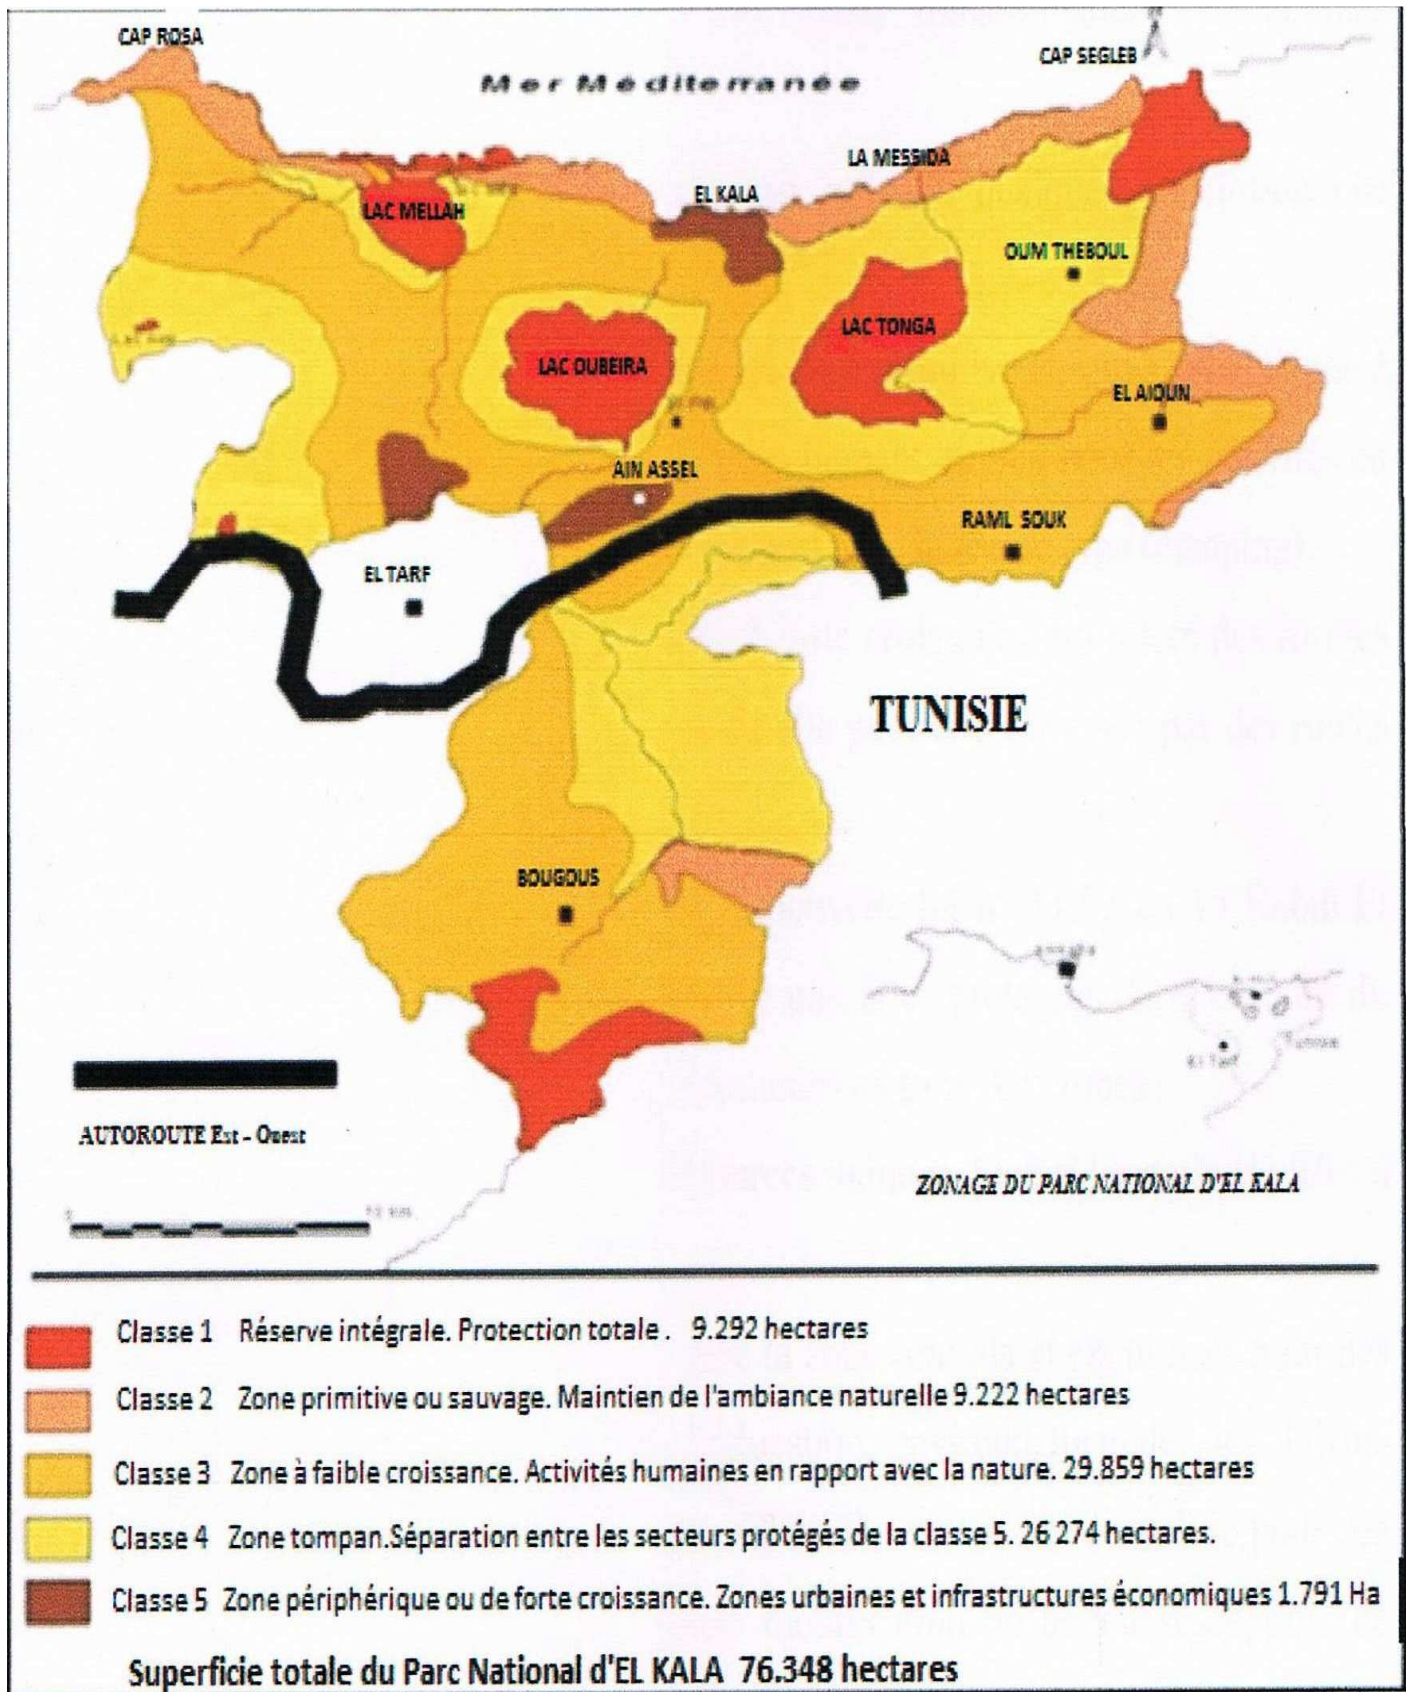 CAP ROSA
CAP SEGLEB
Mer Méditerranée
LA MESSIDA
EL KALA
LAC MELLAH
OUM THEBOUL
LAC TONGA
LAC OUBEIRA
EL AIOUN
AIN ASSEL
RAML SOUK
EL TARF
TUNISIE
BOUGOUS
El Tarf
Tunisie
AUTOROUTE Est - Ouest
10 km
ZONAGE DU PARC NATIONAL D'EL KALA
Classe 1 Réserve intégrale. Protection totale . 9.292 hectares
Classe 2 Zone primitive ou sauvage. Maintien de l'ambiance naturelle 9.222 hectares
Classe 3 Zone à faible croissance. Activités humaines en rapport avec la nature. 29.859 hectares
Classe 4 Zone tompan.Séparation entre les secteurs protégés de la classe 5. 26 274 hectares.
Classe 5 Zone périphérique ou de forte croissance. Zones urbaines et infrastructures économiques 1.791 Ha
Superficie totale du Parc National d'EL KALA 76.348 hectares